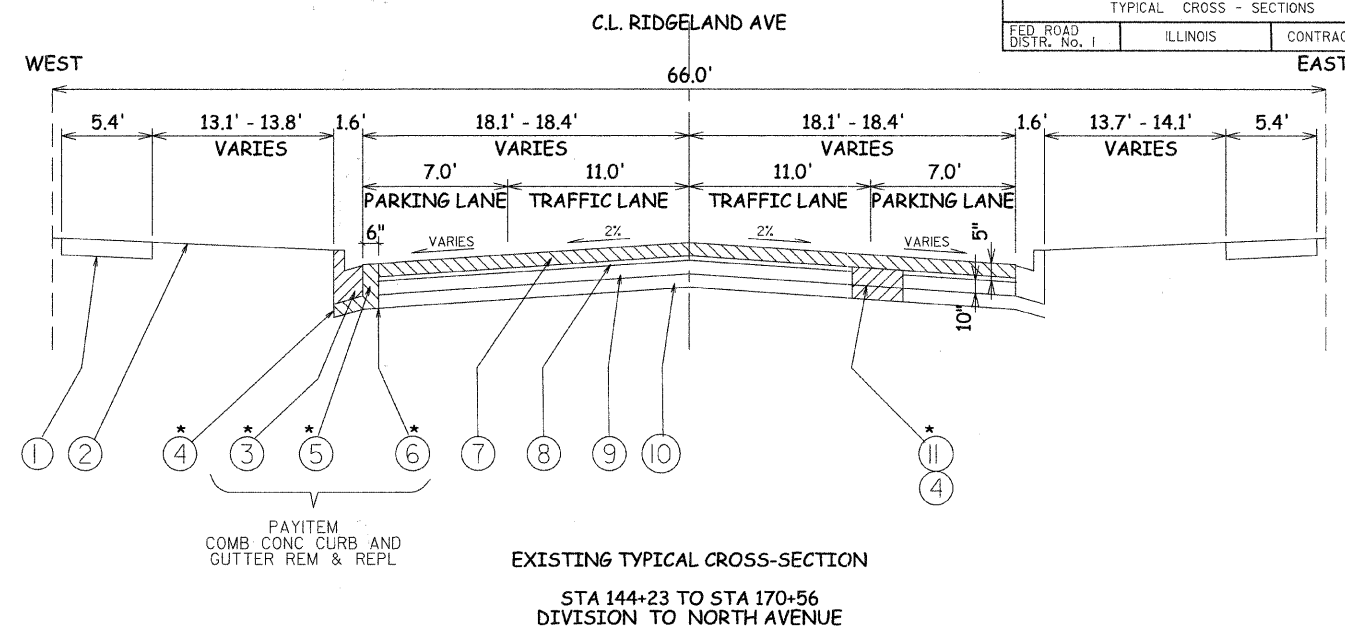 TYPICAL CROSS - SECTIONS
FED ROAD DISTR. No. 1 ILLINOIS
C.L. RIDGELAND AVE
WEST EAST
66.0'
5.4' 13.1' - 13.8' 1.6' 18.1' - 18.4' 18.1' - 18.4' 1.6' 13.7' - 14.1' 5.4'
VARIES VARIES VARIES VARIES
7.0' 11.0' 11.0' 7.0'
PARKING LANE TRAFFIC LANE TRAFFIC LANE PARKING LANE
6" VARIES 2% 2% VARIES 5"
10"
* * * * *
1 2 4 3 5 6 7 8 9 10 11
4
PAYITEM
COMB CONC CURB AND
GUTTER REM & REPL
EXISTING TYPICAL CROSS-SECTION
STA 144+23 TO STA 170+56
DIVISION TO NORTH AVENUE